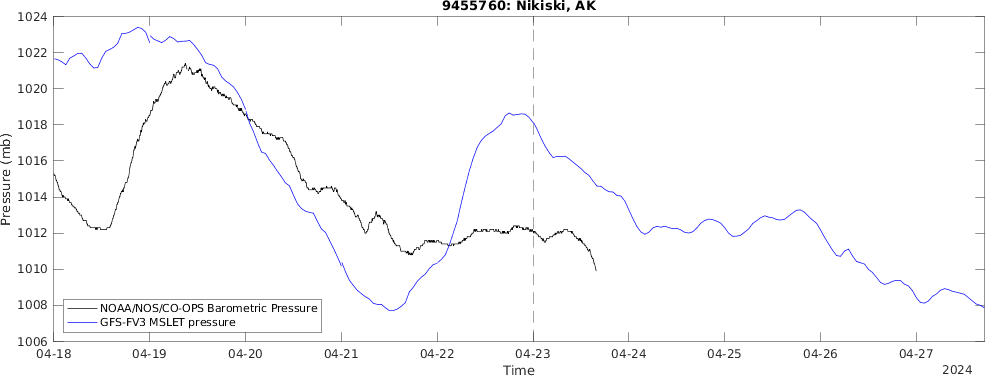 9455760: Nikiski, AK
Pressure (mb)
1024
1022
1020
1018
1016
1014
1012
1010
1008
1006
NOAA/NOS/CO-OPS Barometric Pressure
GFS-FV3 MSLET pressure
04-18 04-19 04-20 04-21 04-22 04-23 04-24 04-25 04-26 04-27
Time
2024